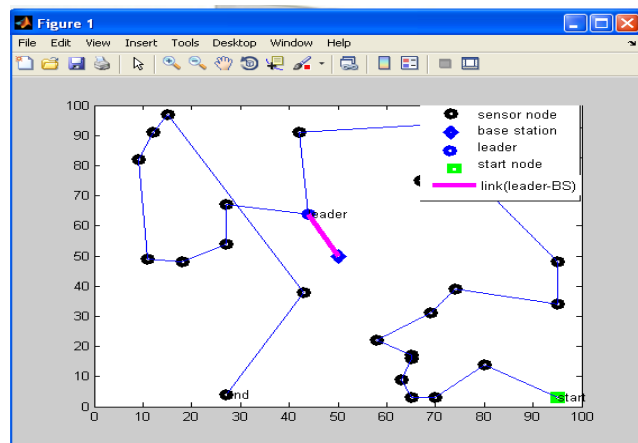 Figure 1
File Edit View Insert Tools Desktop Window Help
100
90
80
70
60
50
40
30
20
10
0
sensor node
base station
leader
start node
link(leader-BS)
leader
end
start
0 10 20 30 40 50 60 70 80 90 100